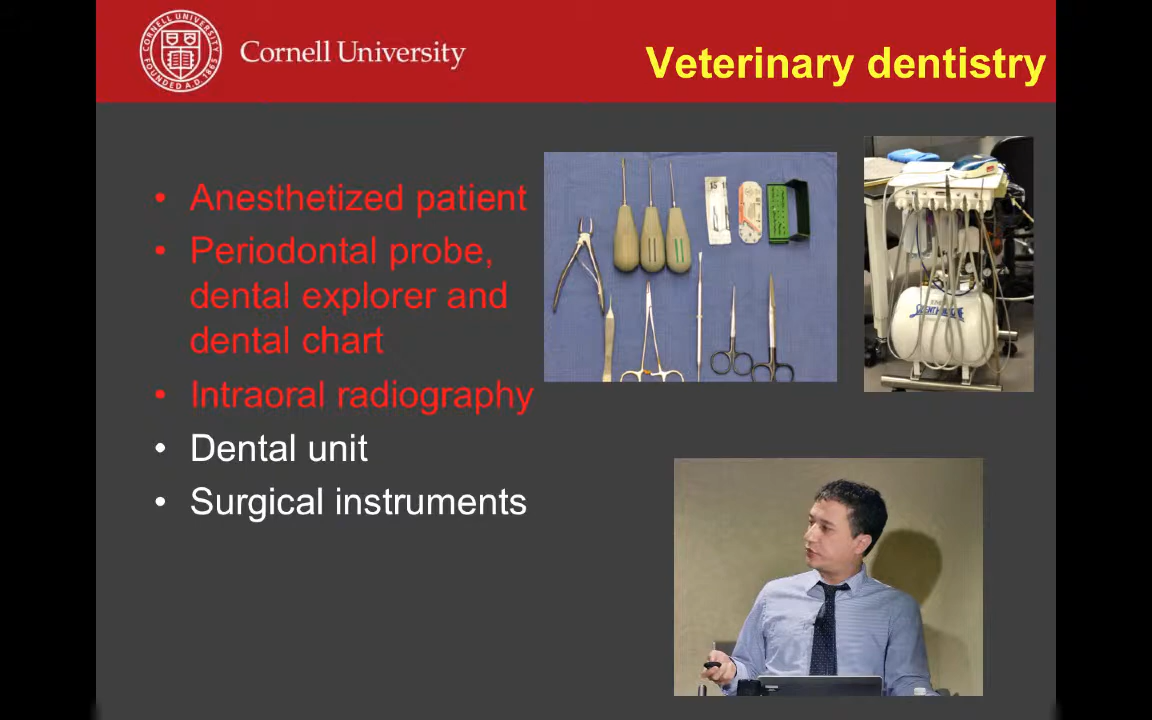 Cornell University
Veterinary dentistry
• Anesthetized patient
• Periodontal probe,
dental explorer and
dental chart
• Intraoral radiography
• Dental unit
• Surgical instruments
15